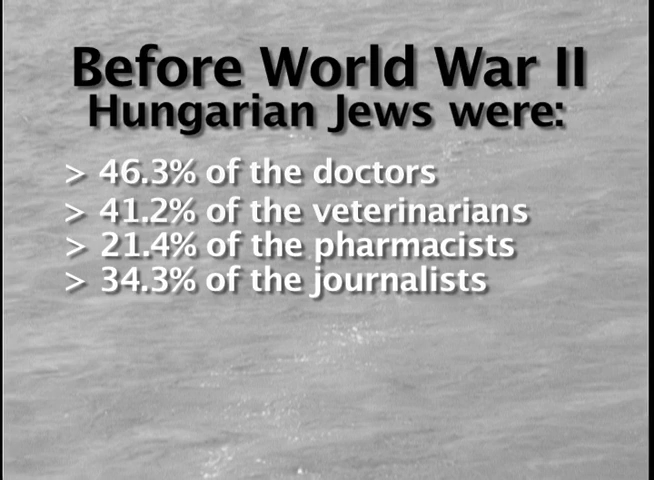 Before World War II
Hungarian Jews were:
> 46.3% of the doctors
> 41.2% of the veterinarians
> 21.4% of the pharmacists
> 34.3% of the journalists